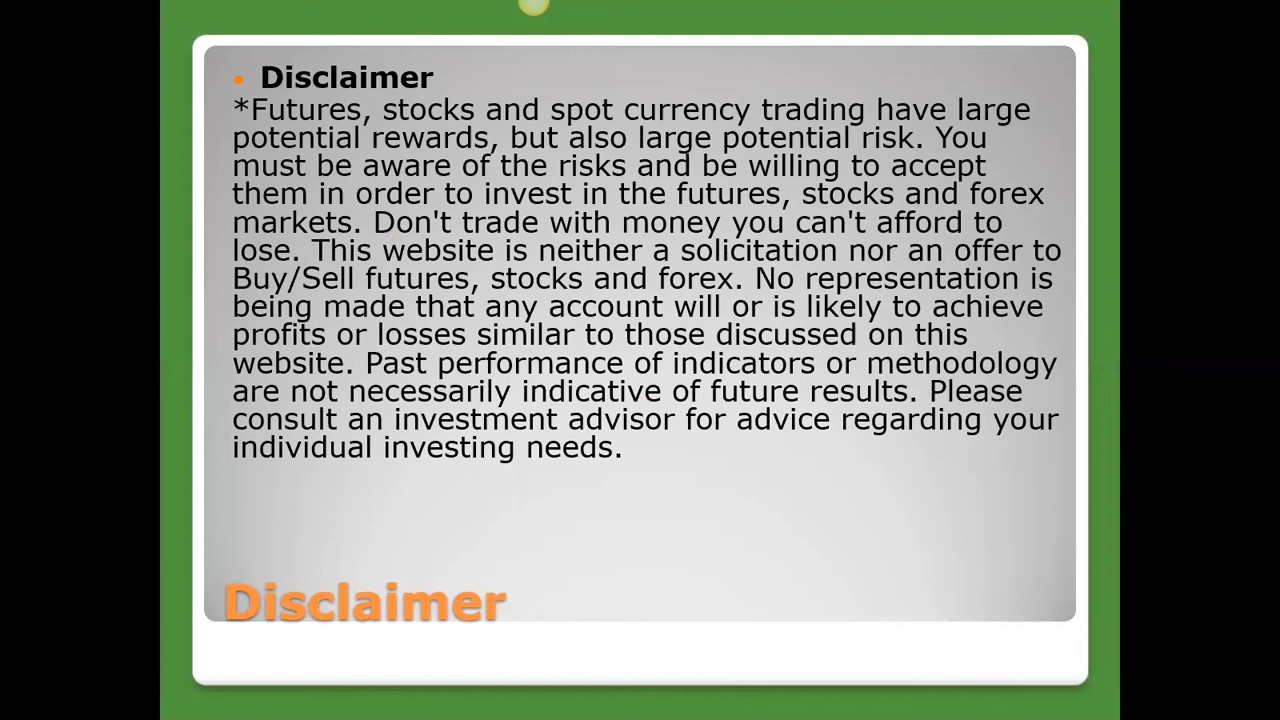 Disclaimer
*Futures, stocks and spot currency trading have large
potential rewards, but also large potential risk. You
must be aware of the risks and be willing to accept
them in order to invest in the futures, stocks and forex
markets. Don't trade with money you can't afford to
lose. This website is neither a solicitation nor an offer to
Buy/Sell futures, stocks and forex. No representation is
being made that any account will or is likely to achieve
profits or losses similar to those discussed on this
website. Past performance of indicators or methodology
are not necessarily indicative of future results. Please
consult an investment advisor for advice regarding your
individual investing needs.
Disclaimer